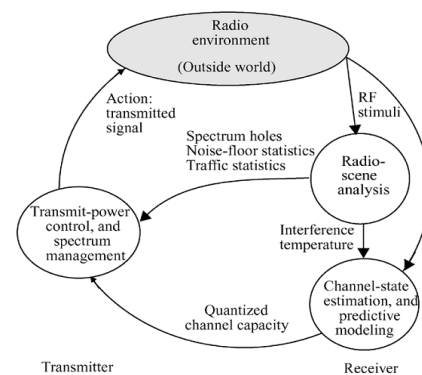 Radio
environment
(Outside world)
Action:
transmitted
signal
RF
stimuli
Spectrum holes
Noise-floor statistics
Traffic statistics
Radio-
scene
analysis
Transmit-power
control, and
spectrum
management
Interference
temperature
Channel-state
estimation, and
predictive
modeling
Quantized
channel capacity
Transmitter
Receiver